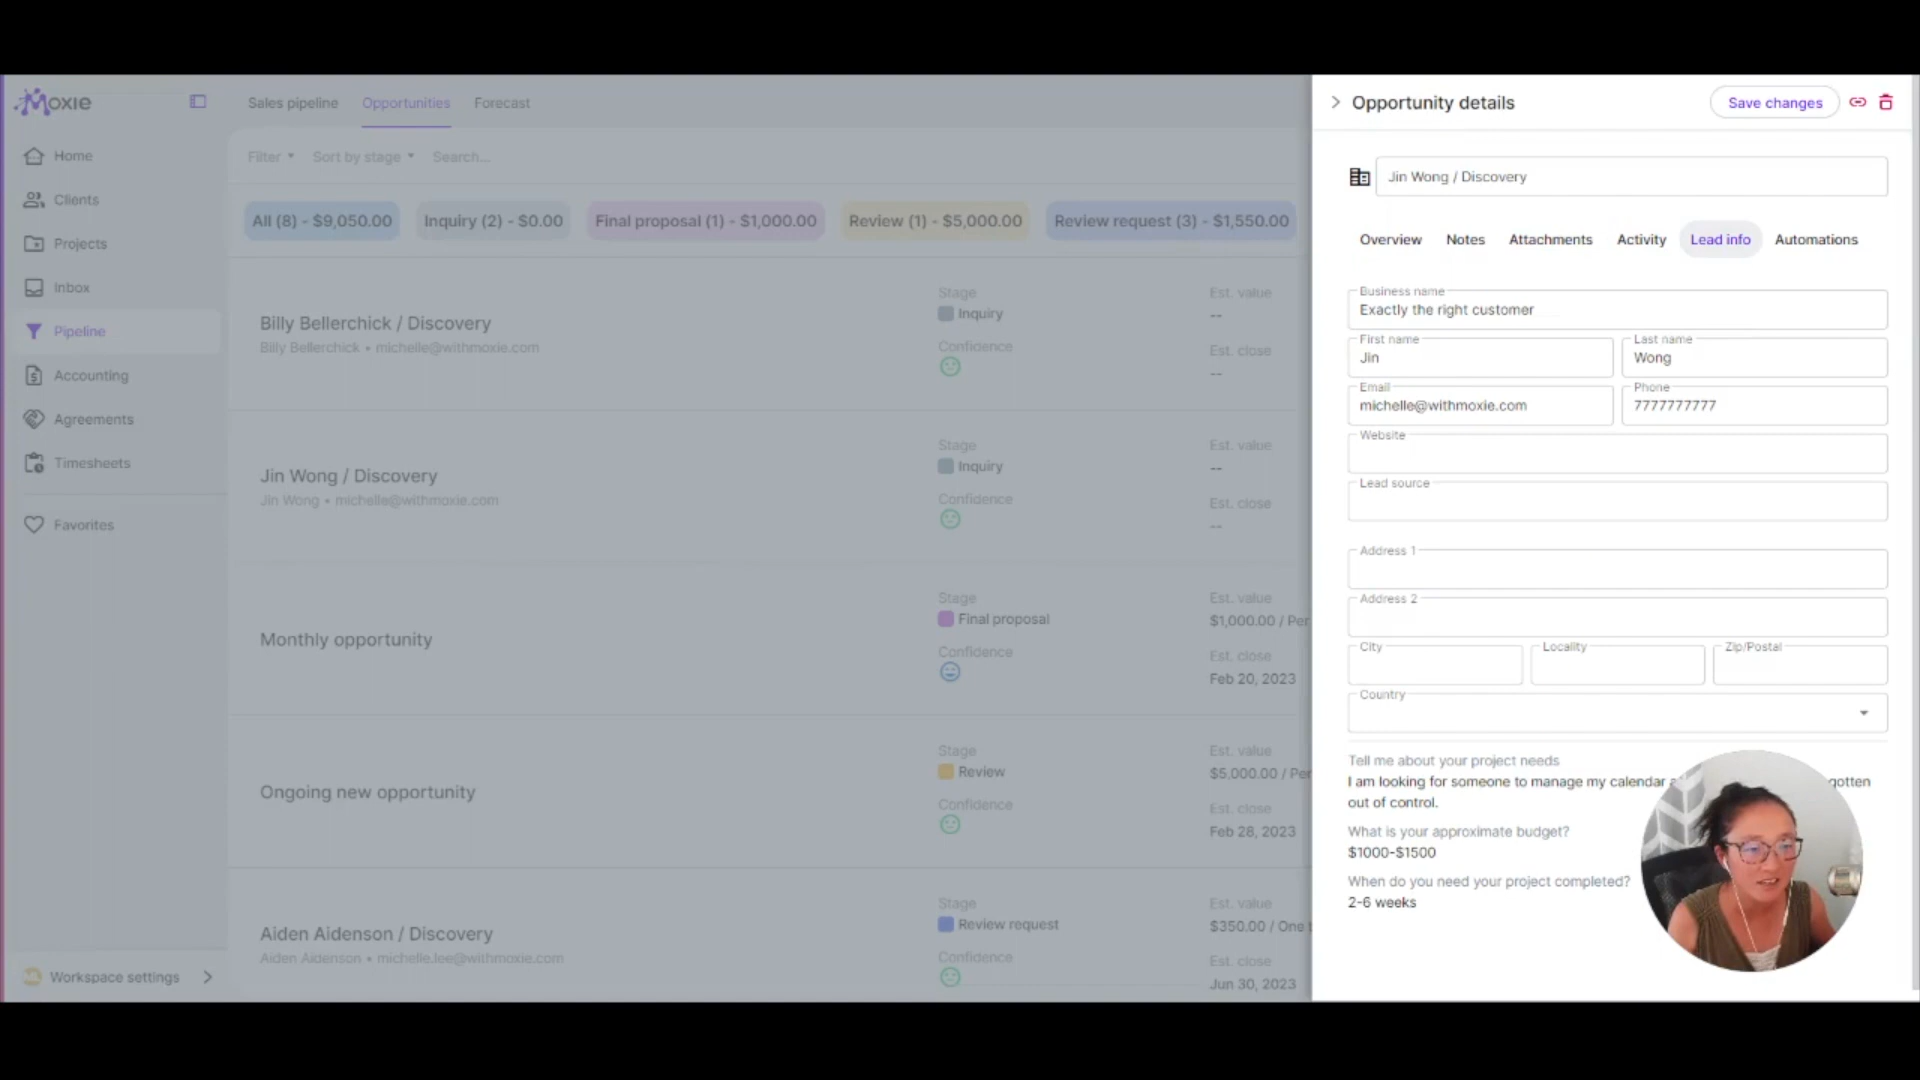 Moxie
Home
Clients
Projects
Inbox
Pipeline
Accounting
Agreements
Timesheets
Favorites
Workspace settings
Sales pipeline Opportunities Forecast
Filter Sort by stage Search...
All (8) - $9,050.00 Inquiry (2) - $0.00 Final proposal (1) - $1,000.00 Review (1) - $5,000.00 Review request (3) - $1,550.00
Billy Bellerchick / Discovery
Billy Bellerchick • michelle@withmoxie.com
Stage
Inquiry
Confidence
Est. value
--
Est. close
--
Jin Wong / Discovery
Jin Wong • michelle@withmoxie.com
Stage
Inquiry
Confidence
Est. value
--
Est. close
--
Monthly opportunity
Stage
Final proposal
Confidence
Est. value
$1,000.00 / Per
Est. close
Feb 20, 2023
Ongoing new opportunity
Stage
Review
Confidence
Est. value
$5,000.00 / Per
Est. close
Feb 28, 2023
Aiden Aidenson / Discovery
Aiden Aidenson • michelle.lee@withmoxie.com
Stage
Review request
Confidence
Est. value
$350.00 / One
Est. close
Jun 30, 2023
Opportunity details Save changes
Jin Wong / Discovery
Overview Notes Attachments Activity Lead info Automations
Business name
Exactly the right customer
First name Last name
Jin Wong
Email Phone
michelle@withmoxie.com 7777777777
Website
Lead source
Address 1
Address 2
City Locality Zip/Postal
Country
Tell me about your project needs
I am looking for someone to manage my calendar gotten
out of control.
What is your approximate budget?
$1000-$1500
When do you need your project completed?
2-6 weeks